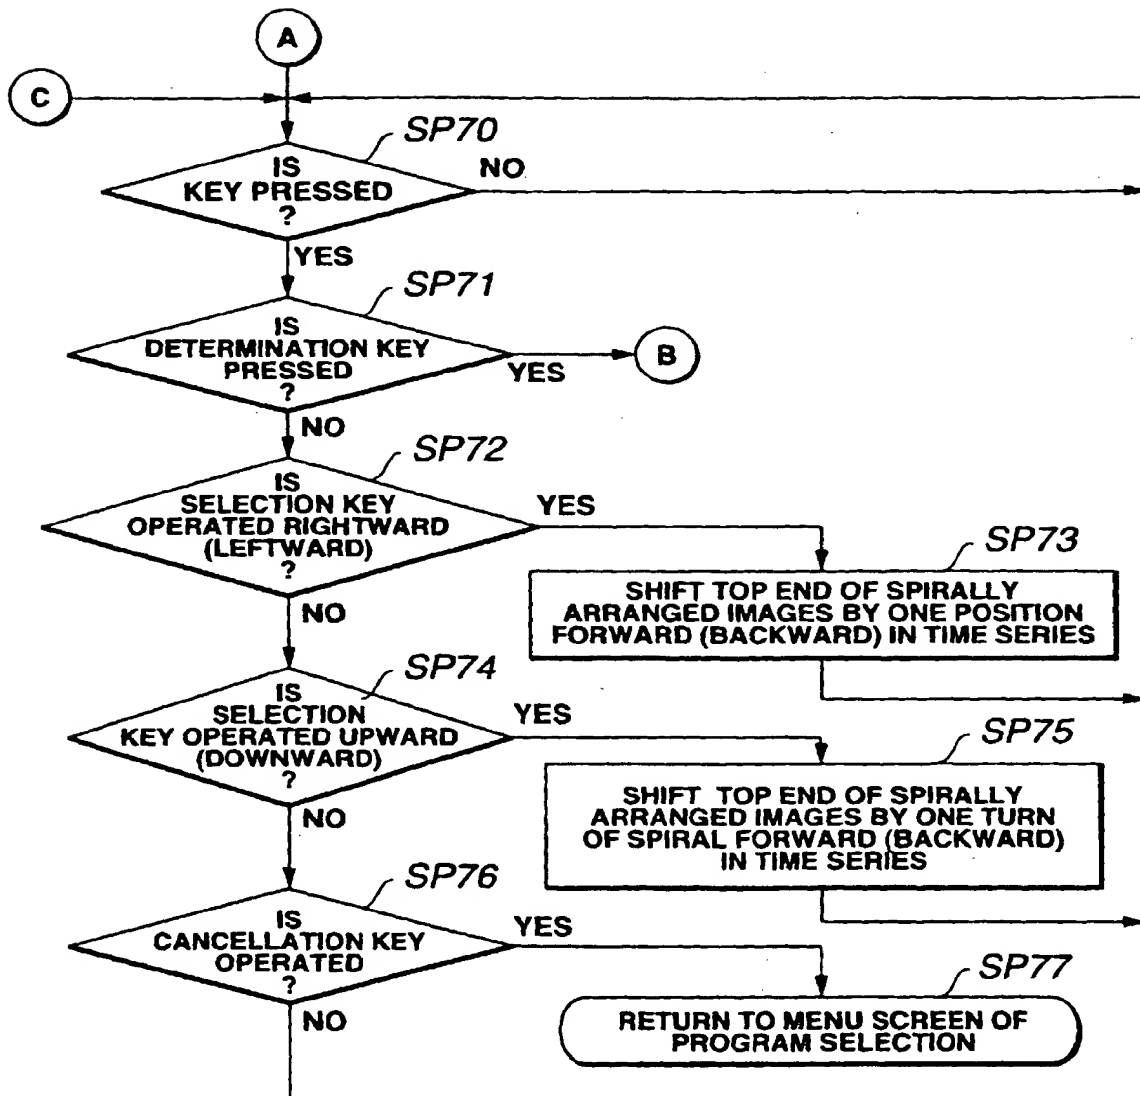 A
C
SP70
IS
KEY PRESSED
?
NO
YES
SP71
IS
DETERMINATION KEY
PRESSED
?
YES
B
NO
SP72
IS
SELECTION KEY
OPERATED RIGHTWARD
(LEFTWARD)
?
YES
SP73
SHIFT TOP END OF SPIRALLY
ARRANGED IMAGES BY ONE POSITION
FORWARD (BACKWARD) IN TIME SERIES
NO
SP74
IS
SELECTION
KEY OPERATED UPWARD
(DOWNWARD)
?
YES
SP75
SHIFT TOP END OF SPIRALLY
ARRANGED IMAGES BY ONE TURN
OF SPIRAL FORWARD (BACKWARD)
IN TIME SERIES
NO
SP76
IS
CANCELLATION KEY
OPERATED
?
YES
SP77
RETURN TO MENU SCREEN OF
PROGRAM SELECTION
NO